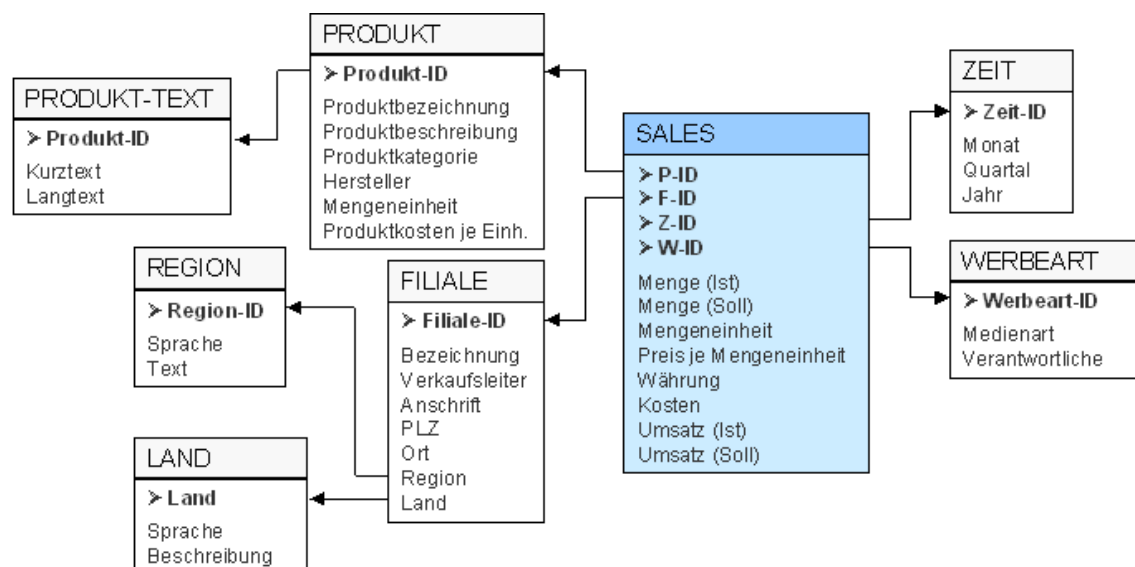 PRODUKT-TEXT
➢ Produkt-ID
Kurztext
Langtext
PRODUKT
➢ Produkt-ID
Produktbezeichnung
Produktbeschreibung
Produktkategorie
Hersteller
Mengeneinheit
Produktkosten je Einh.
REGION
➢ Region-ID
Sprache
Text
LAND
➢ Land
Sprache
Beschreibung
FILIALE
➢ Filiale-ID
Bezeichnung
Verkaufsleiter
Anschrift
PLZ
Ort
Region
Land
SALES
➢ P-ID
➢ F-ID
➢ Z-ID
➢ W-ID
Menge (Ist)
Menge (Soll)
Mengeneinheit
Preis je Mengeneinheit
Währung
Kosten
Umsatz (Ist)
Umsatz (Soll)
ZEIT
➢ Zeit-ID
Monat
Quartal
Jahr
WERBEART
➢ Werbeart-ID
Medienart
Verantwortliche